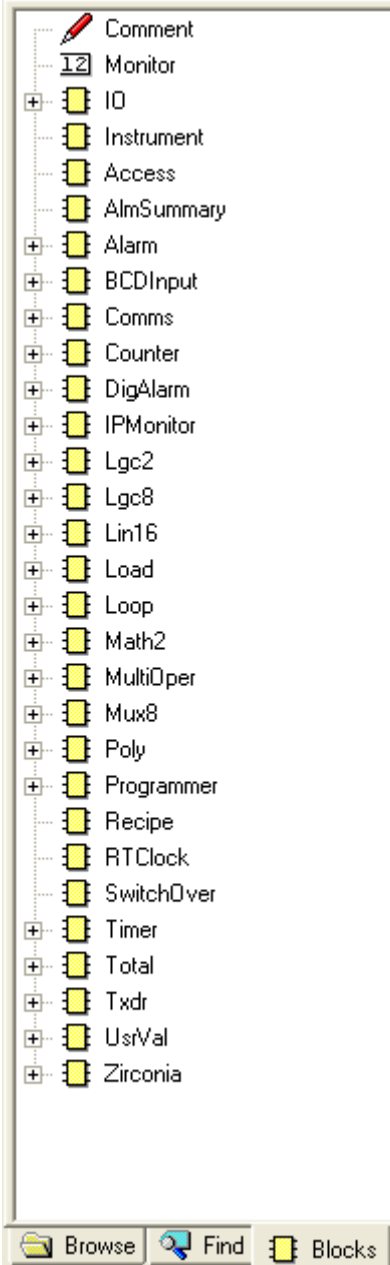 Comment
12 Monitor
IO
Instrument
Access
AlmSummary
Alarm
BCDInput
Comms
Counter
DigAlarm
IPMonitor
Lgc2
Lgc8
Lin16
Load
Loop
Math2
MultiOper
Mux8
Poly
Programmer
Recipe
RTClock
SwitchOver
Timer
Total
Txdr
UsrVal
Zirconia
Browse Find Blocks